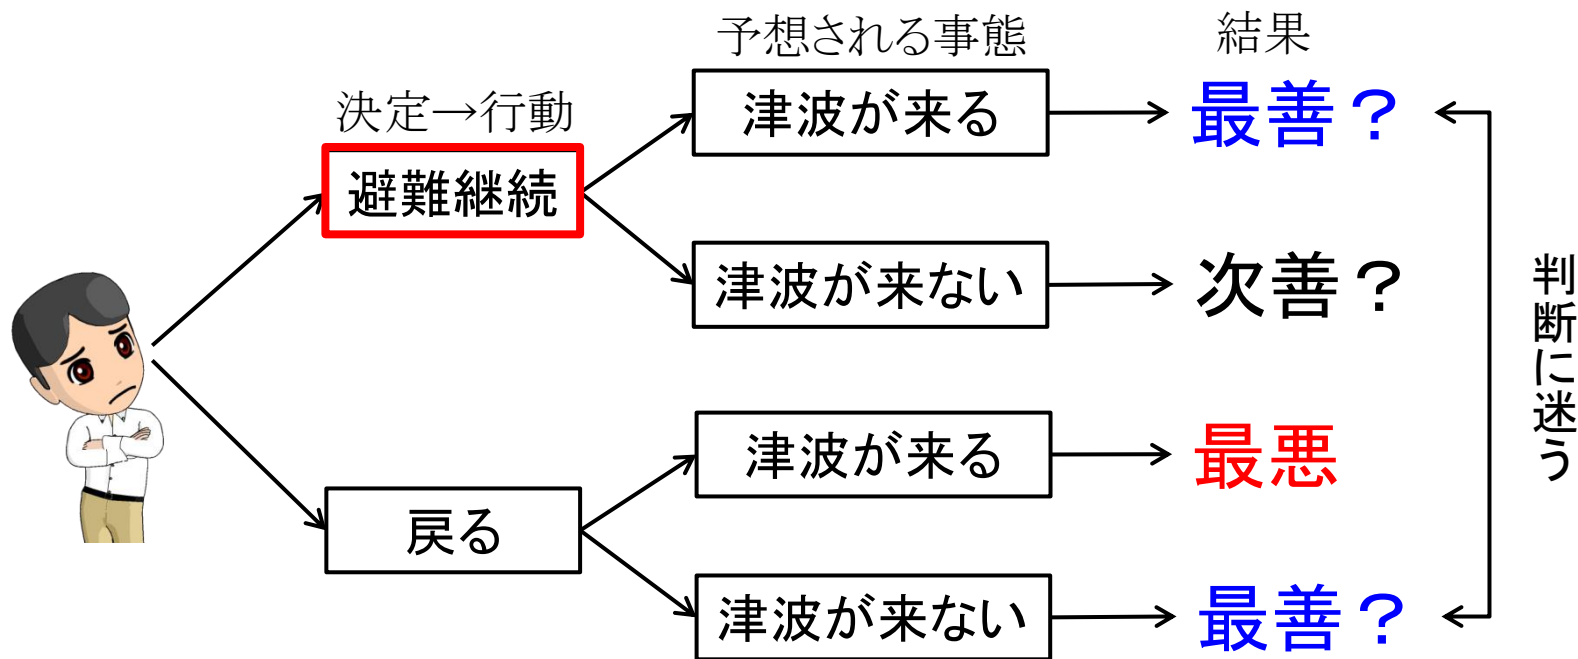 予想される事態
結果
決定→行動
津波が来る
最善？
避難継続
津波が来ない
次善？
判断に迷う
津波が来る
最悪
戻る
津波が来ない
最善？